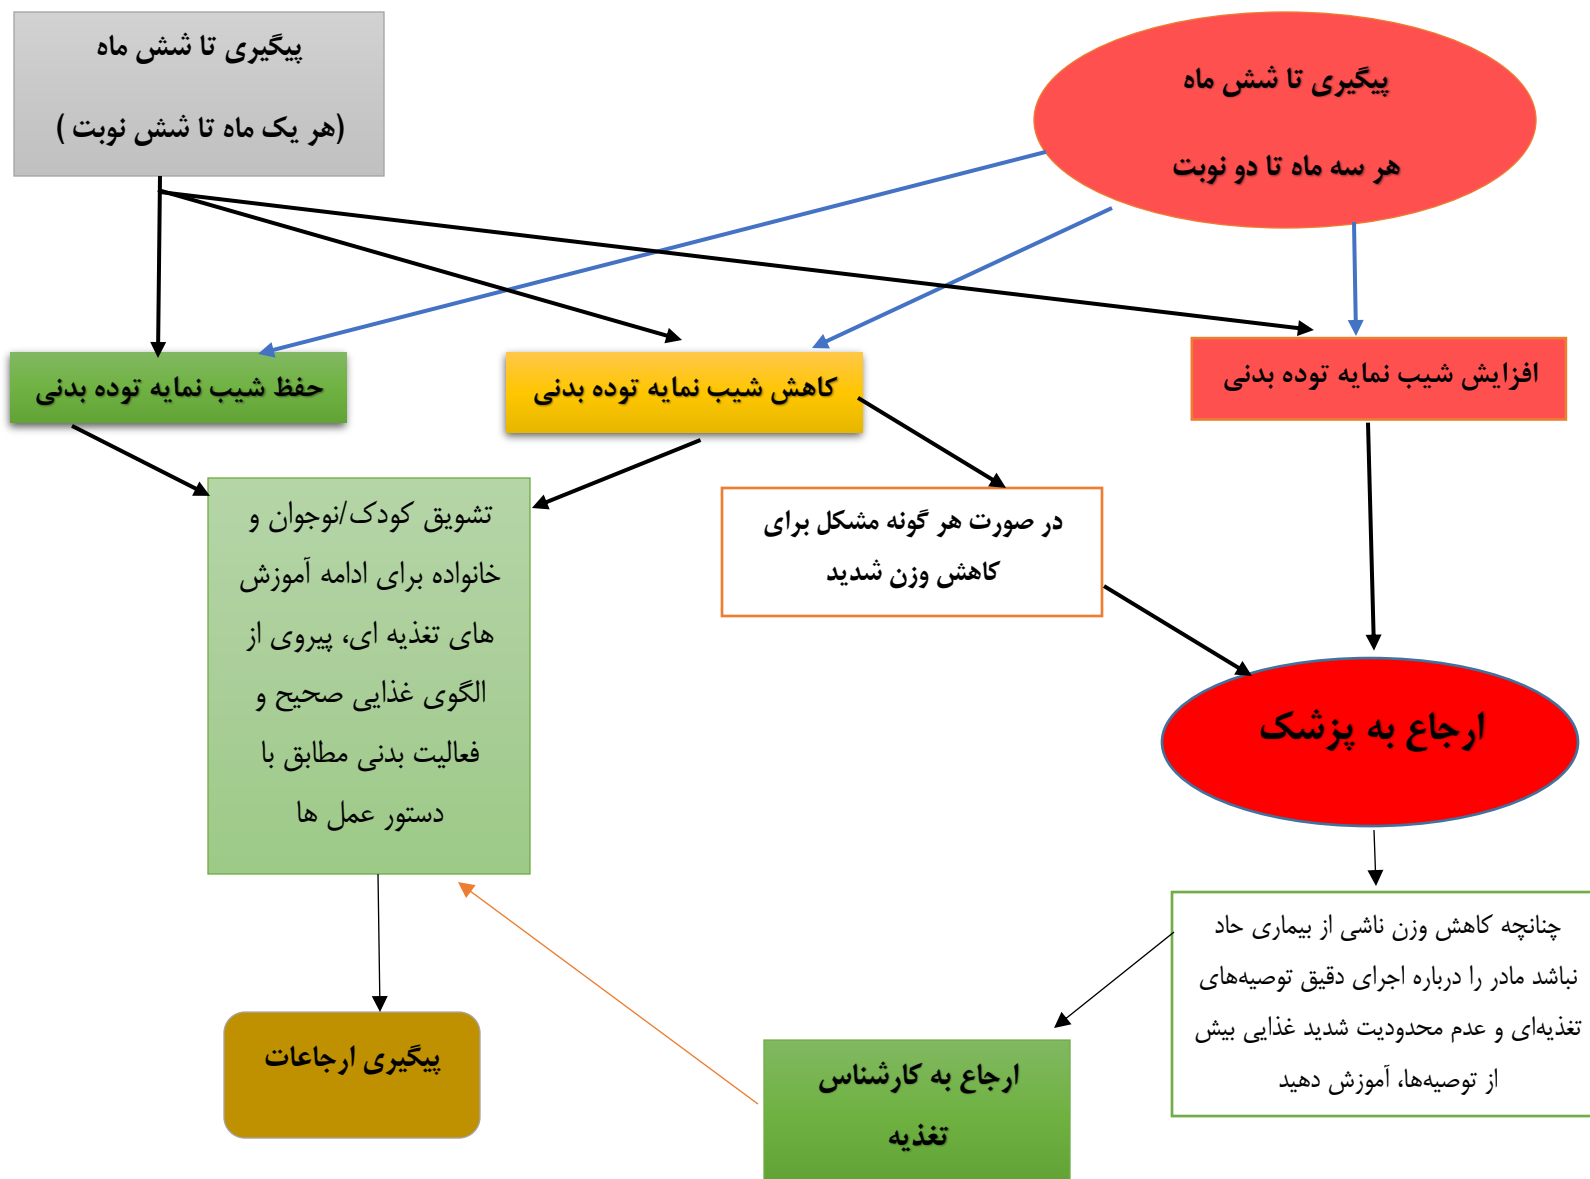 پیگیری تا شش ماه
هر سه ماه تا دو نوبت
پیگیری تا شش ماه
(هر یک ماه تا شش نوبت )
افزایش شیب نمایه توده بدنی
کاهش شیب نمایه توده بدنی
حفظ شیب نمایه توده بدنی
در صورت هر گونه مشکل برای
کاهش وزن شدید
تشویق کودک/نوجوان و
خانواده برای ادامه آموزش
های تغذیه ای، پیروی از
الگوی غذایی صحیح و
فعالیت بدنی مطابق با
دستور عمل ها
ارجاع به پزشک
چنانچه کاهش وزن ناشی از بیماری حاد
نباشد مادر را درباره اجرای دقیق توصیه‌های
تغذیه‌ای و عدم محدودیت شدید غذایی بیش
از توصیه‌ها، آموزش دهید
ارجاع به کارشناس
تغذیه
پیگیری ارجاعات